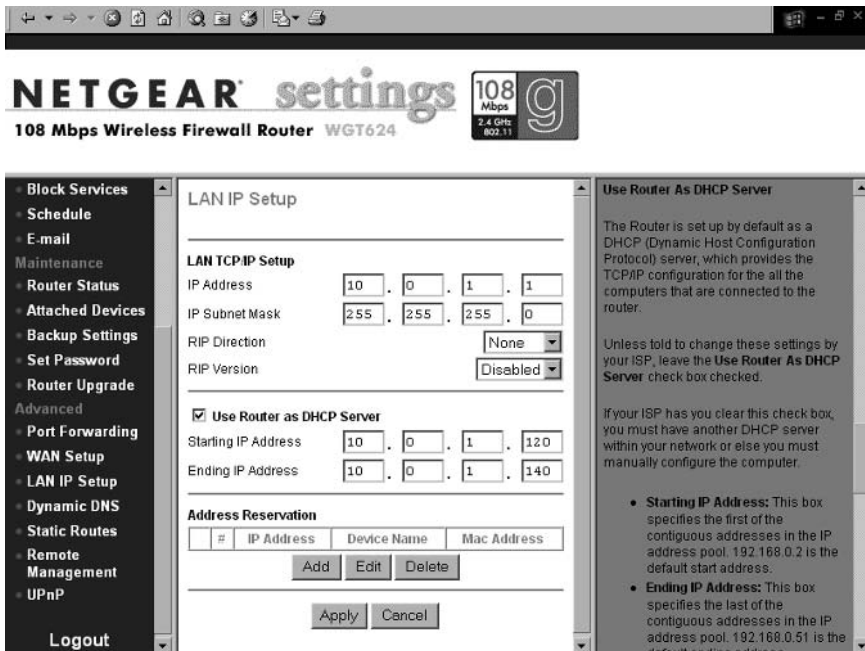 NETGEAR settings
108 Mbps Wireless Firewall Router WGT624
108
Mbps
2.4 GHz
802.11
g
Block Services
Schedule
E-mail
Maintenance
Router Status
Attached Devices
Backup Settings
Set Password
Router Upgrade
Advanced
Port Forwarding
WAN Setup
LAN IP Setup
Dynamic DNS
Static Routes
Remote
Management
UPnP
Logout
LAN IP Setup
LAN TCP/IP Setup
IP Address 10 . 0 . 1 . 1
IP Subnet Mask 255 . 255 . 255 . 0
RIP Direction None
RIP Version Disabled
Use Router as DHCP Server
Starting IP Address 10 . 0 . 1 . 120
Ending IP Address 10 . 0 . 1 . 140
Address Reservation
# IP Address Device Name Mac Address
Add Edit Delete
Apply Cancel
Use Router As DHCP Server
The Router is set up by default as a
DHCP (Dynamic Host Configuration
Protocol) server, which provides the
TCP/IP configuration for the all the
computers that are connected to the
router.
Unless told to change these settings by
your ISP, leave the Use Router As DHCP
Server check box checked.
If your ISP has you clear this check box,
you must have another DHCP server
within your network or else you must
manually configure the computer.
• Starting IP Address: This box
specifies the first of the
contiguous addresses in the IP
address pool. 192.168.0.2 is the
default start address.
• Ending IP Address: This box
specifies the last of the
contiguous addresses in the IP
address pool. 192.168.0.51 is the
default ending address.